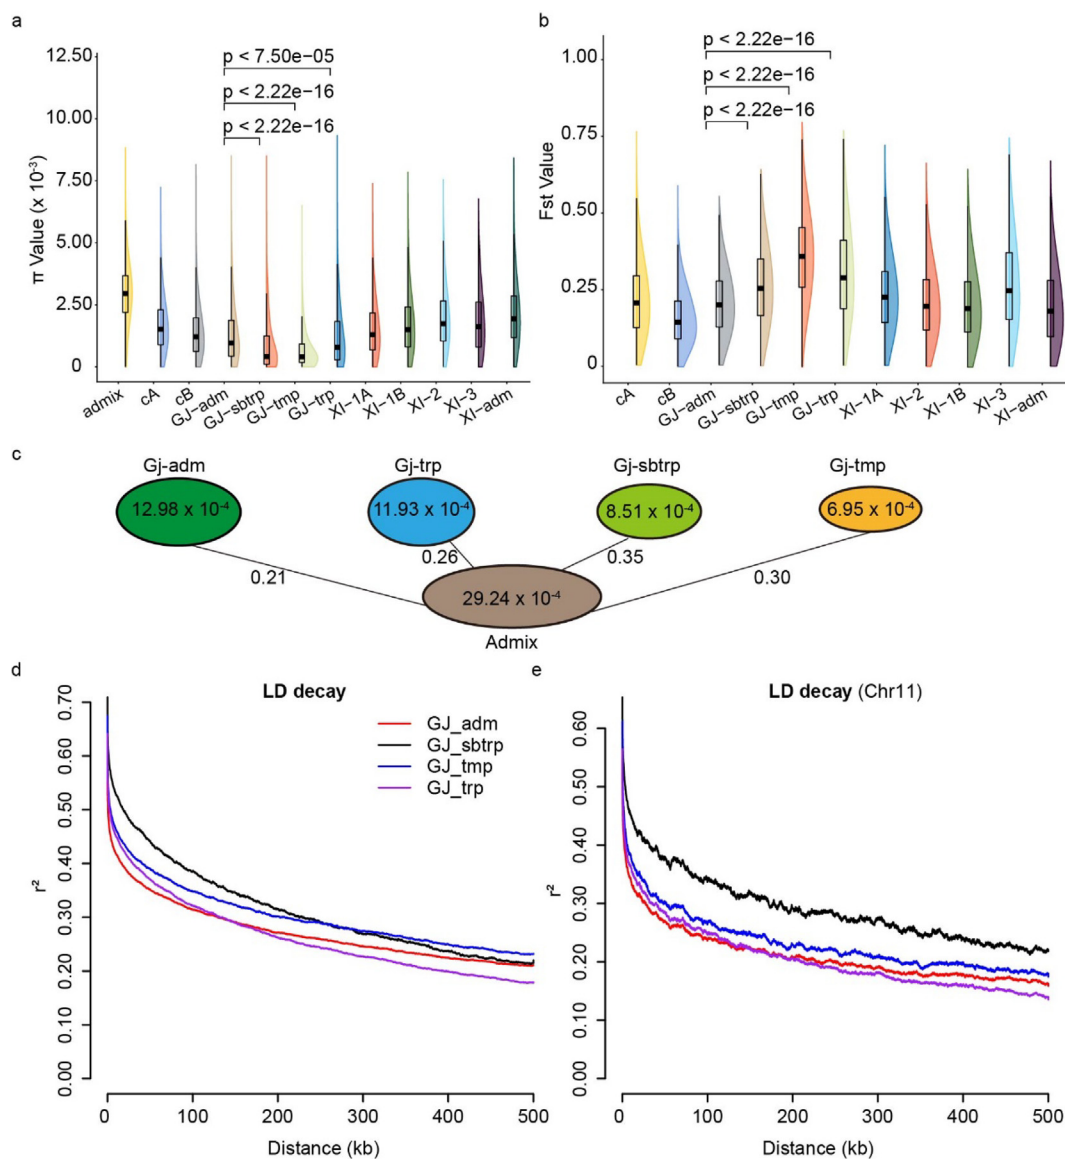 a
12.50
10.00
7.50
5.00
2.50
0
π Value (x 10⁻³)
p < 7.50e−05
p < 2.22e−16
p < 2.22e−16
admix
cA
cB
GJ−adm
GJ−sbtrp
GJ−tmp
GJ−trp
XI−1A
XI−1B
XI−2
XI−3
XI−adm
b
1.00
0.75
0.50
0.25
0
Fst Value
p < 2.22e−16
p < 2.22e−16
p < 2.22e−16
cA
cB
GJ−adm
GJ−sbtrp
GJ−tmp
GJ−trp
XI−1A
XI−2
XI−1B
XI−3
XI−adm
c
Gj-adm
Gj-trp
Gj-sbtrp
Gj-tmp
12.98 x 10⁻⁴
11.93 x 10⁻⁴
8.51 x 10⁻⁴
6.95 x 10⁻⁴
0.21
0.26
0.35
0.30
29.24 x 10⁻⁴
Admix
d
LD decay
0.70
0.60
0.50
0.40
0.30
0.20
0.10
0.00
r²
GJ_adm
GJ_sbtrp
GJ_tmp
GJ_trp
0
100
200
300
400
500
Distance (kb)
e
LD decay (Chr11)
0.60
0.50
0.40
0.30
0.20
0.10
0.00
r²
0
100
200
300
400
500
Distance (kb)